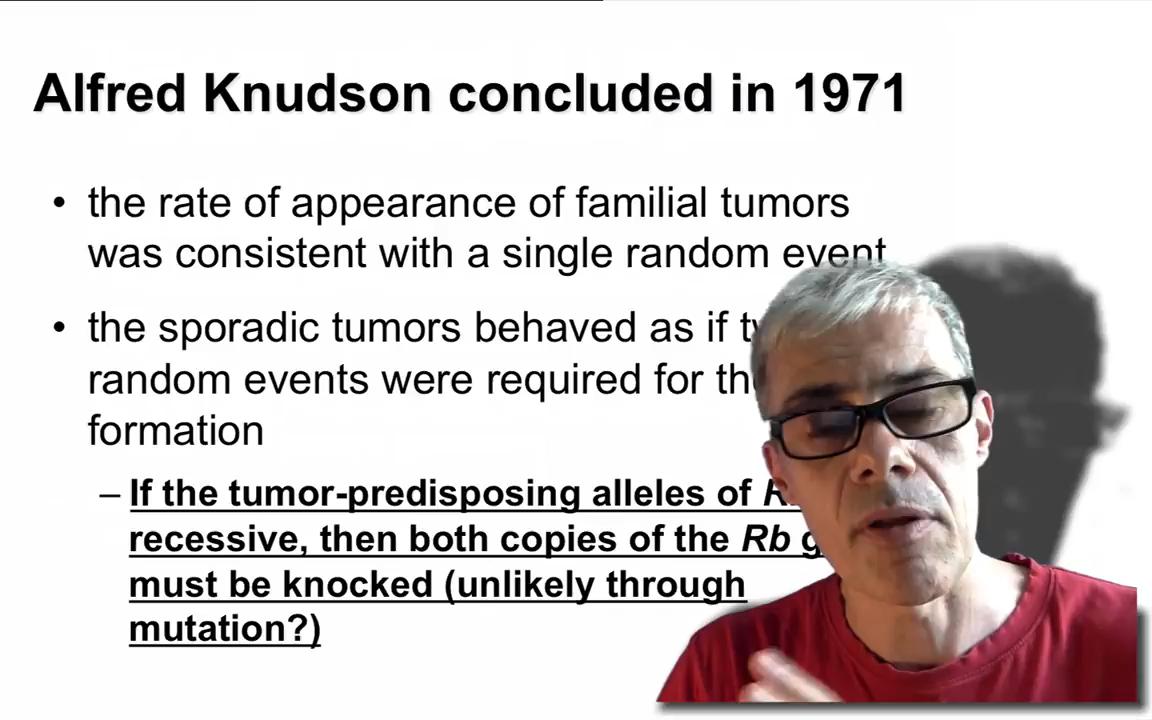 Alfred Knudson concluded in 1971
• the rate of appearance of familial tumors
was consistent with a single random event
• the sporadic tumors behaved as if
random events were required for
formation
– If the tumor-predisposing alleles of
recessive, then both copies of the Rb
must be knocked (unlikely through
mutation?)